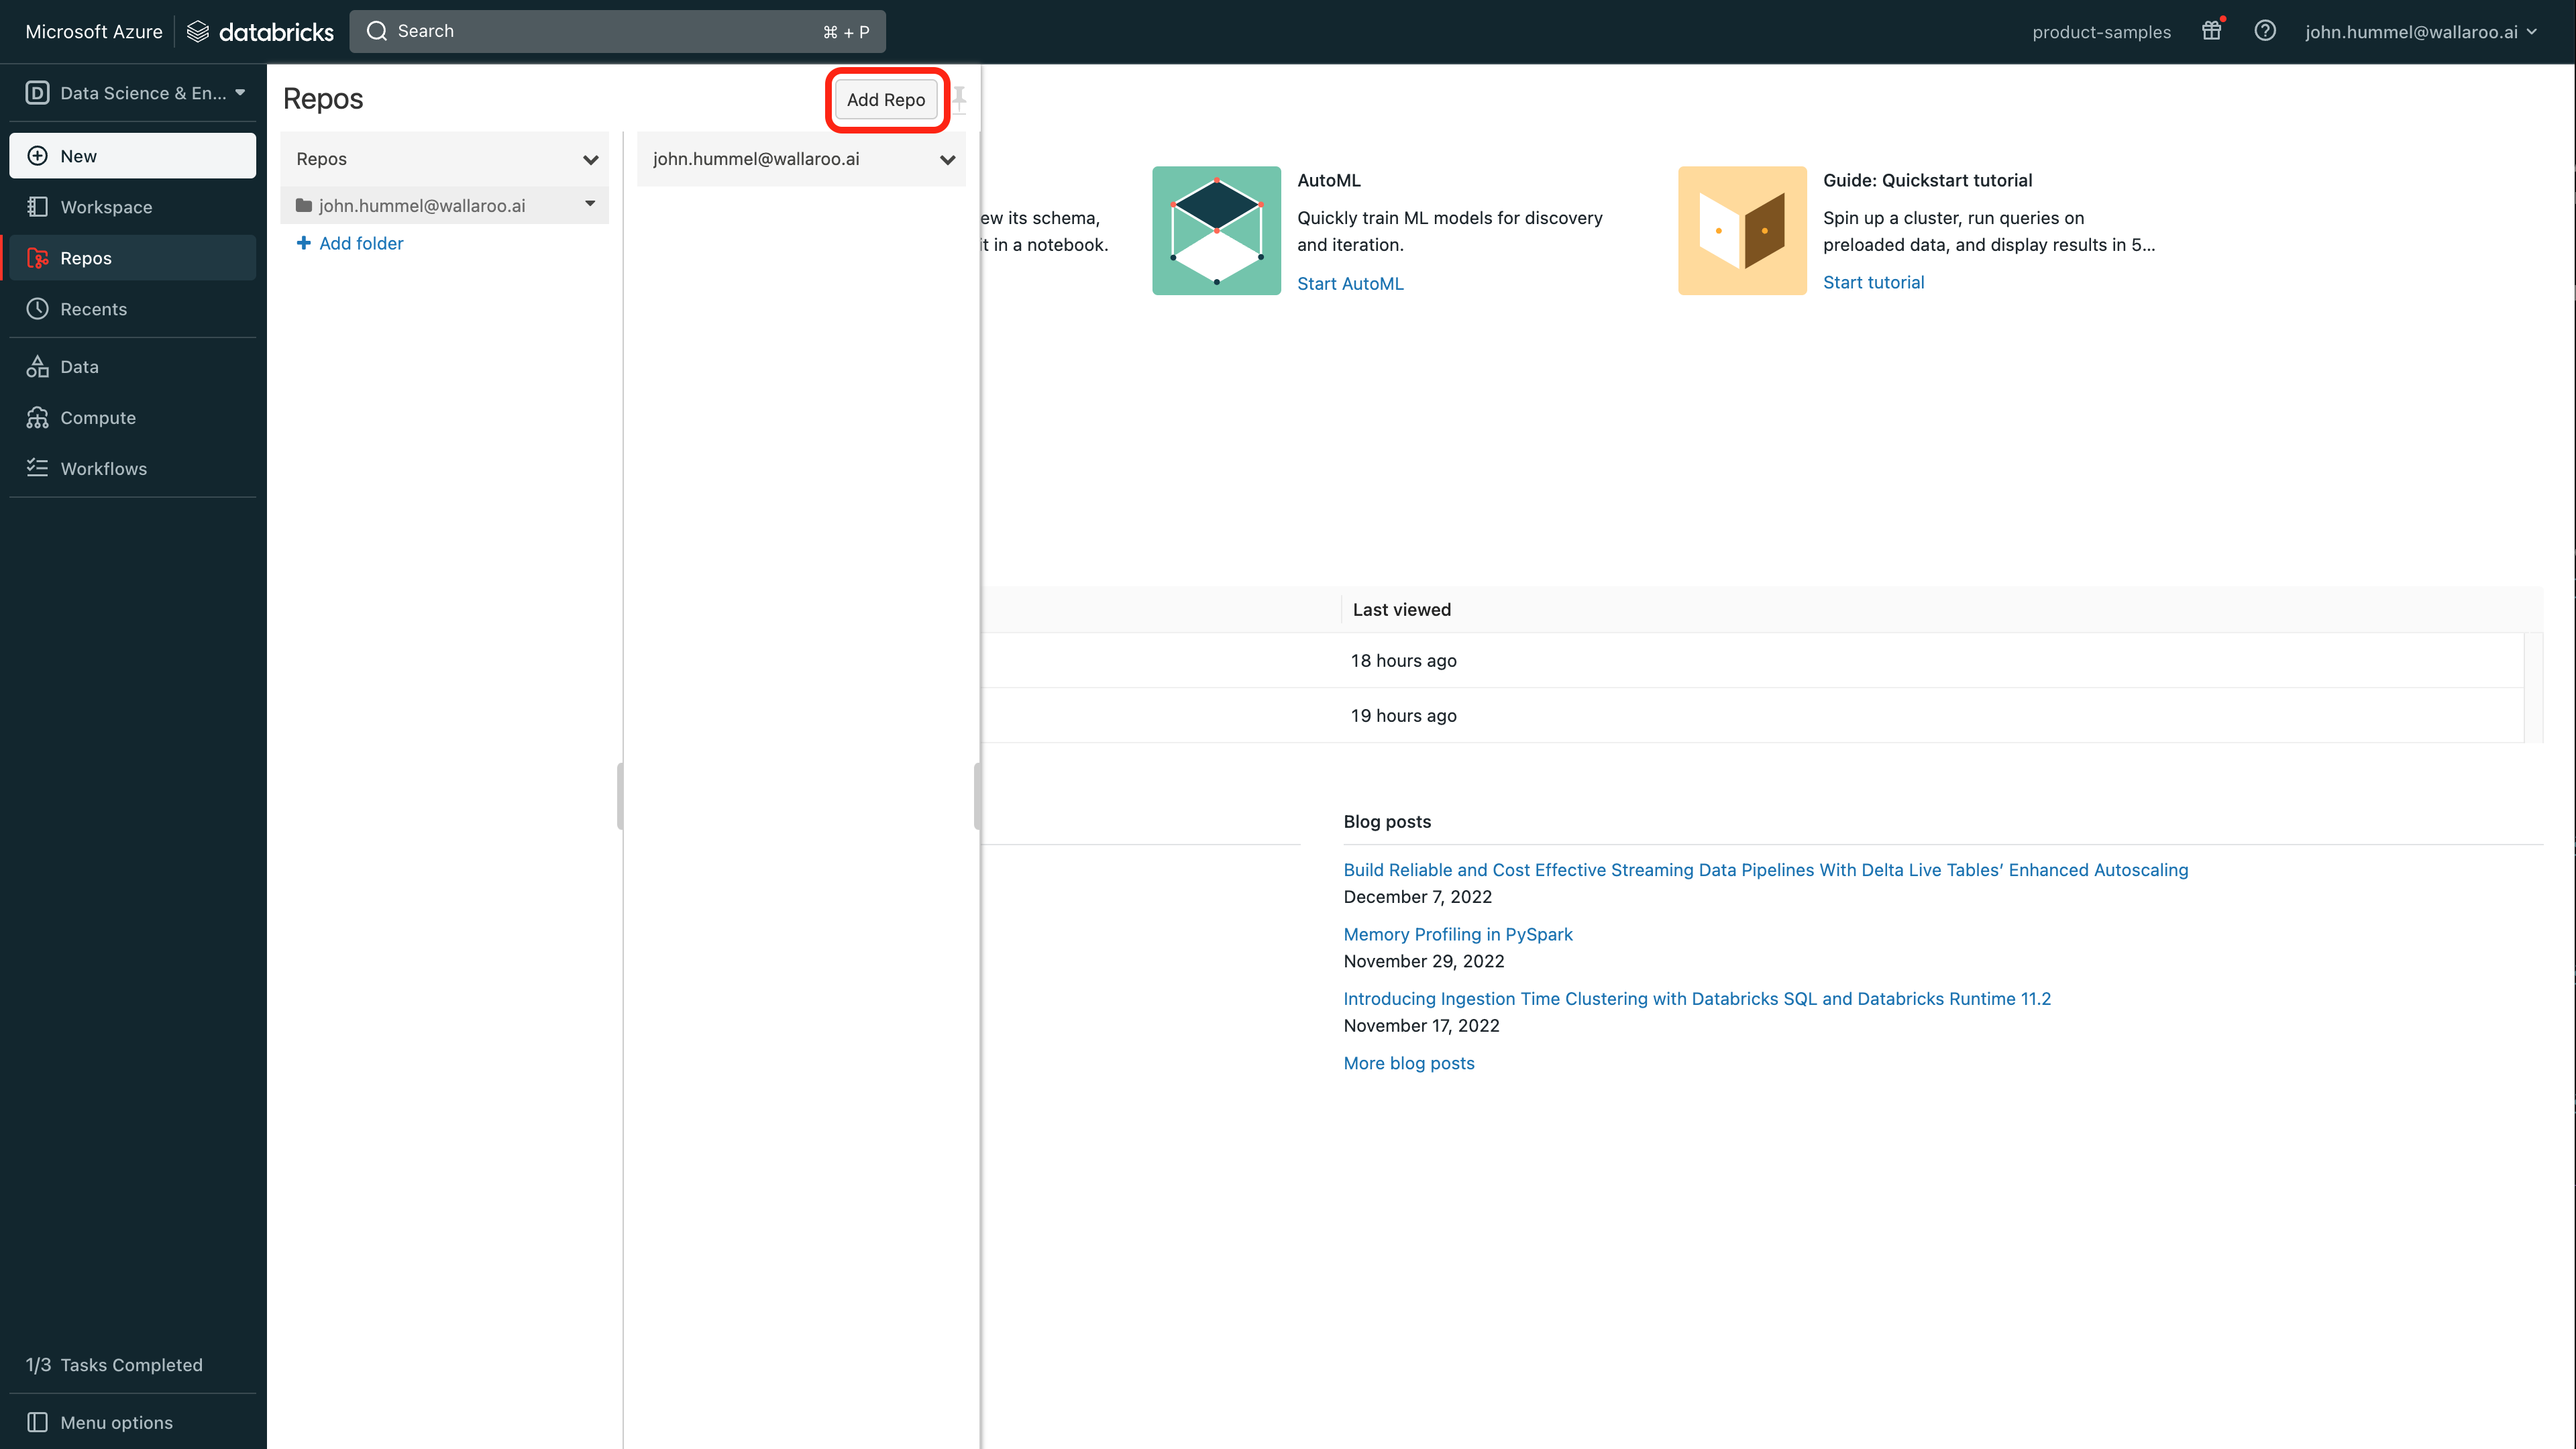 Microsoft Azure
databricks
Search
⌘ + P
product-samples
john.hummel@wallaroo.ai
D Data Science & En...
New
Workspace
Repos
Recents
Data
Compute
Workflows
1/3 Tasks Completed
Menu options
Repos
Add Repo
Repos
john.hummel@wallaroo.ai
Add folder
john.hummel@wallaroo.ai
ew its schema,
it in a notebook.
AutoML
Quickly train ML models for discovery
and iteration.
Start AutoML
Guide: Quickstart tutorial
Spin up a cluster, run queries on
preloaded data, and display results in 5...
Start tutorial
Last viewed
18 hours ago
19 hours ago
Blog posts
Build Reliable and Cost Effective Streaming Data Pipelines With Delta Live Tables’ Enhanced Autoscaling
December 7, 2022
Memory Profiling in PySpark
November 29, 2022
Introducing Ingestion Time Clustering with Databricks SQL and Databricks Runtime 11.2
November 17, 2022
More blog posts